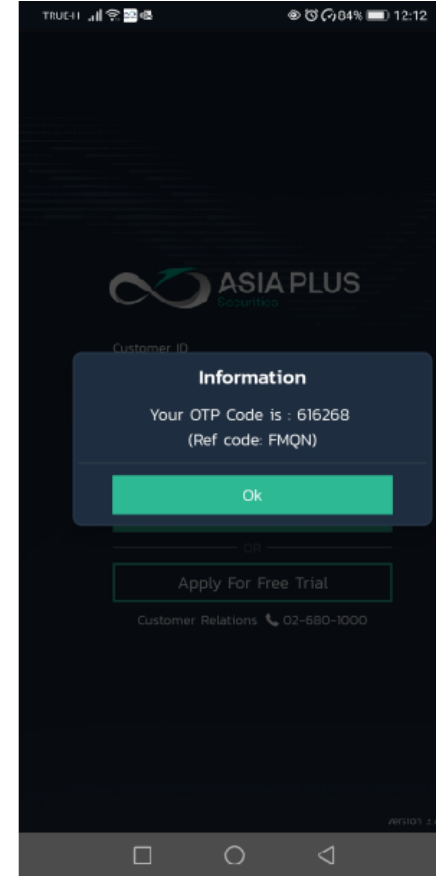 TRUE-H 84% 12:12
ASIA PLUS
Securities
Customer ID
Information
Your OTP Code is : 616268
(Ref code: FMQN)
Ok
OR
Apply For Free Trial
Customer Relations 02-680-1000
Version